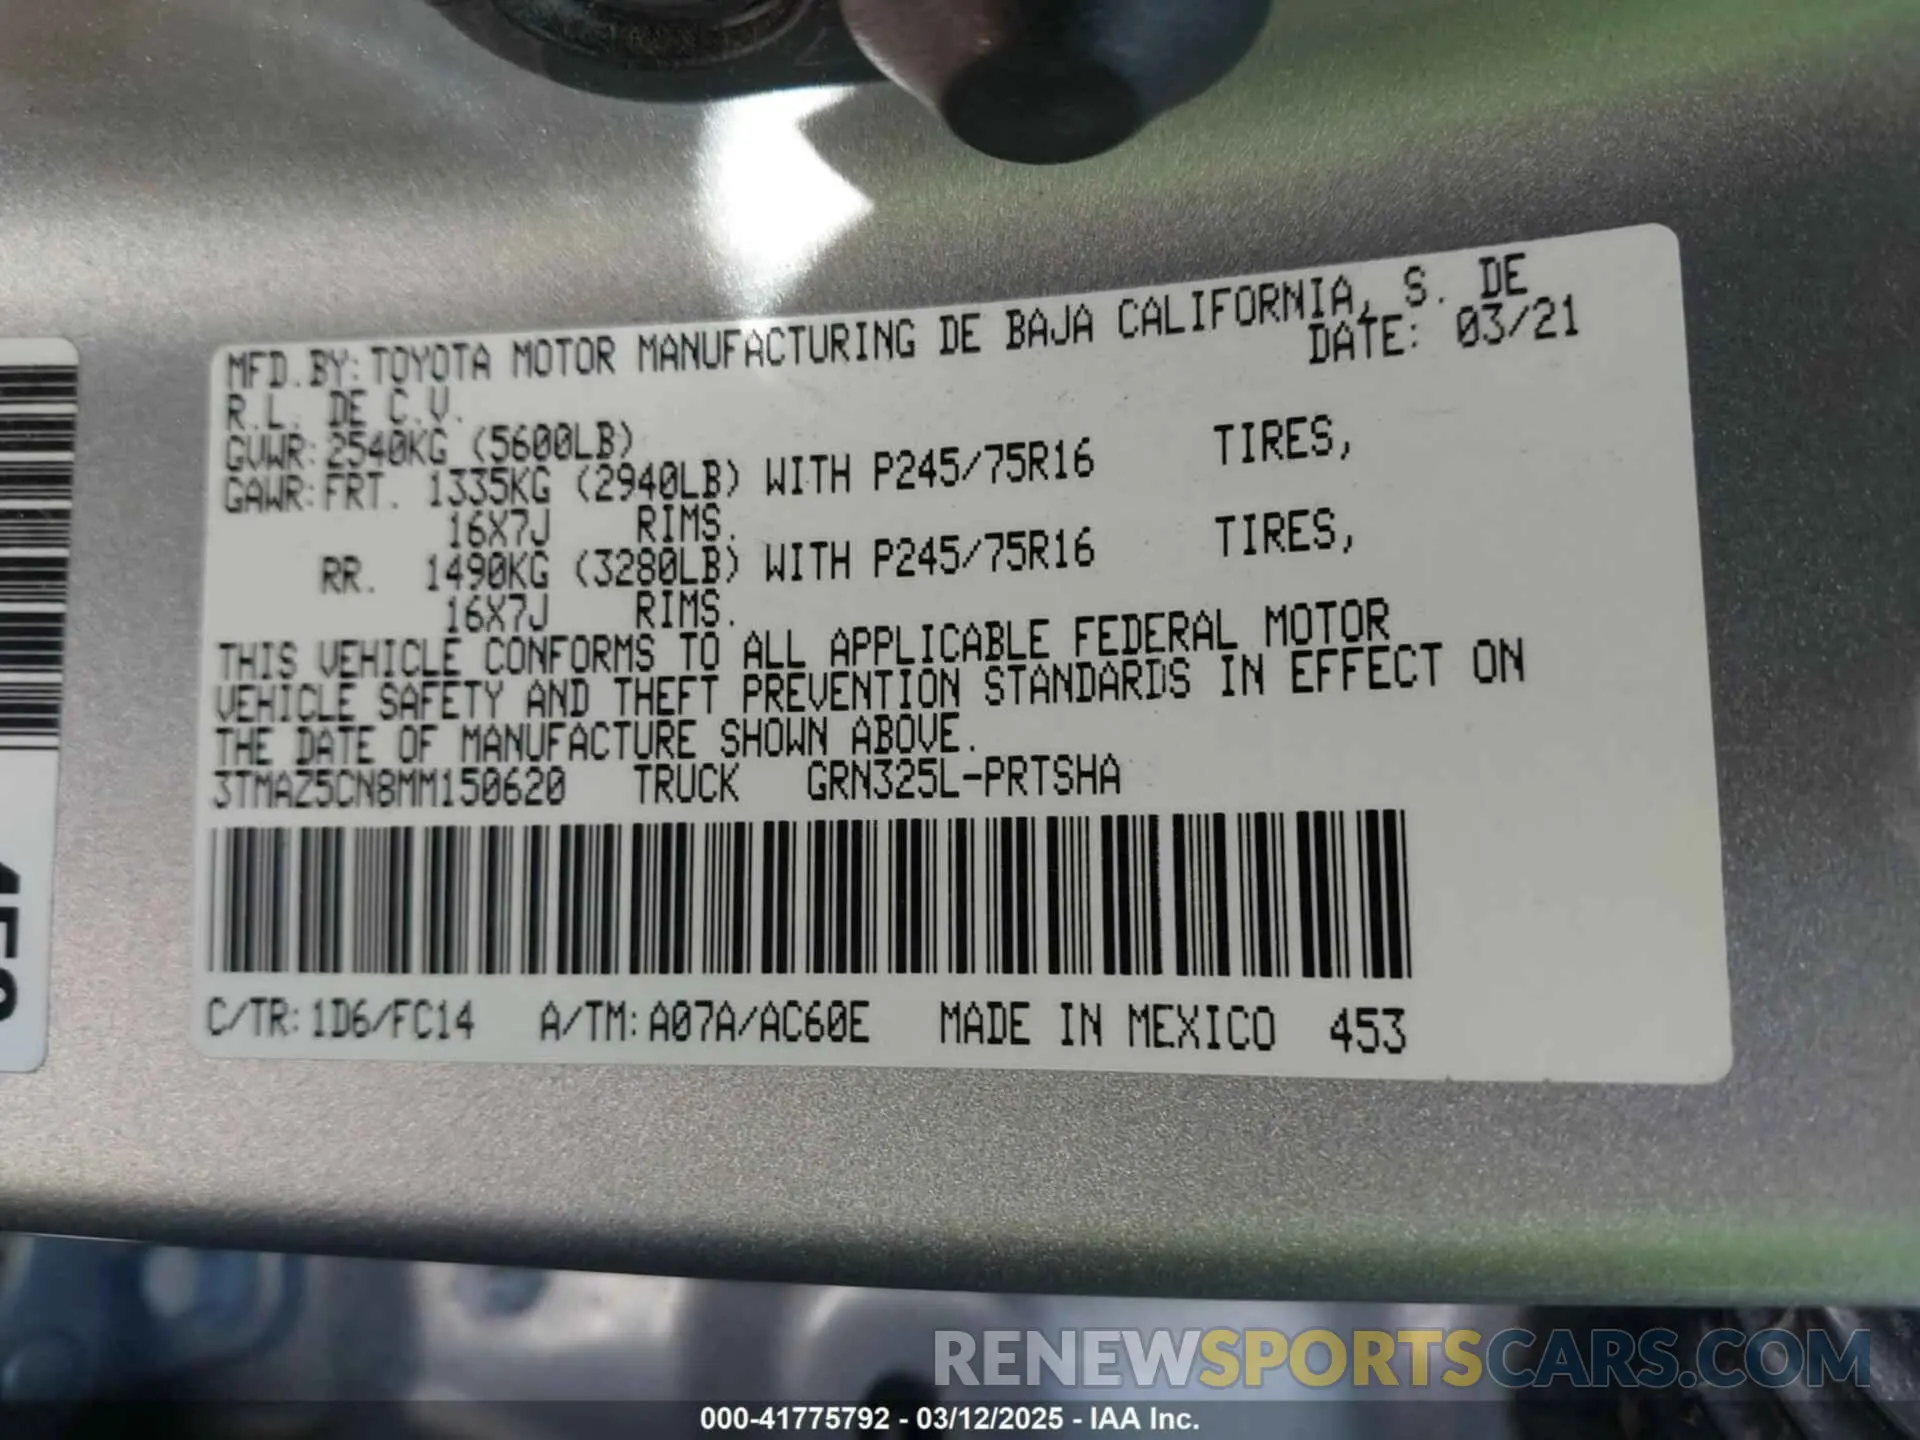 MFD.BY:TOYOTA MOTOR MANUFACTURING DE BAJA CALIFORNIA, S. DE
R.L. DE C.V. DATE: 03/21
GVWR:2540KG (5600LB)
GAWR:FRT. 1335KG (2940LB) WITH P245/75R16 TIRES,
16X7J RIMS.
RR. 1490KG (3280LB) WITH P245/75R16 TIRES,
16X7J RIMS.
THIS VEHICLE CONFORMS TO ALL APPLICABLE FEDERAL MOTOR
VEHICLE SAFETY AND THEFT PREVENTION STANDARDS IN EFFECT ON
THE DATE OF MANUFACTURE SHOWN ABOVE.
3TMAZ5CN8MM150620 TRUCK GRN325L-PRTSHA
C/TR:1D6/FC14 A/TM:A07A/AC60E MADE IN MEXICO 453
RENEWSPORTSCARS.COM
000-41775792 - 03/12/2025 - IAA Inc.